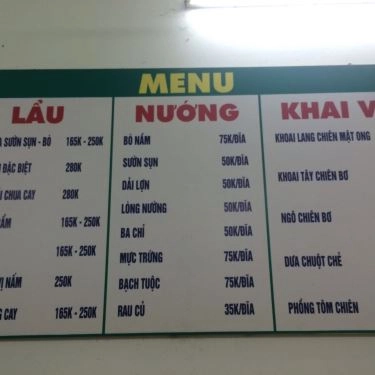 MENU
LẨU
SƯỜN SỤN - BÒ 165K - 250K
ĐẶC BIỆT 280K
CHUA CAY 280K
165K - 250K
165K - 250K
NẤM 250K
CAY 165K - 250K
NƯỚNG
BÒ NẦM 75K/ĐĨA
SƯỜN SỤN 50K/ĐĨA
DẢI LỢN 50K/ĐĨA
LÒNG NƯỚNG 50K/ĐĨA
BA CHỈ 50K/ĐĨA
MỰC TRỨNG 75K/ĐĨA
BẠCH TUỘC 75K/ĐĨA
RAU CỦ 35K/ĐĨA
KHAI V
KHOAI LANG CHIÊN MẬT ONG
KHOAI TÂY CHIÊN BƠ
NGÔ CHIÊN BƠ
DƯA CHUỘT CHẺ
PHỒNG TÔM CHIÊN